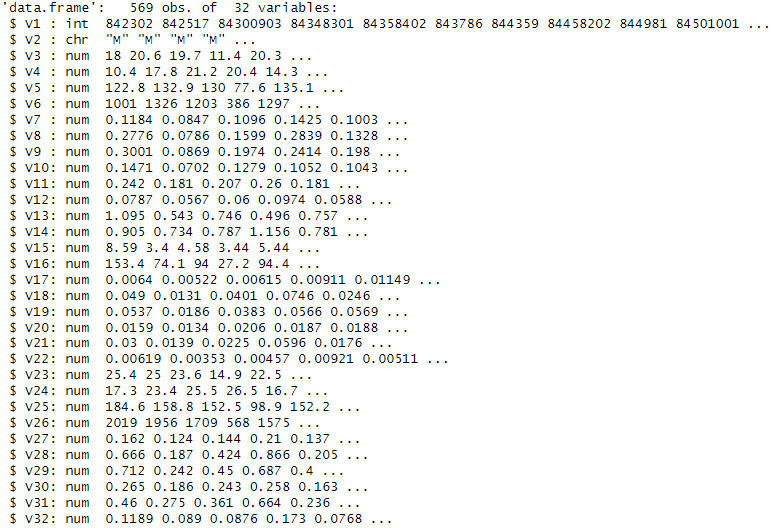 'data.frame':	569 obs. of  32 variables:
 $ V1 : int  842302 842517 84300903 84348301 84358402 843786 844359 84458202 844981 84501001 ...
 $ V2 : chr  "M" "M" "M" "M" ...
 $ V3 : num  18 20.6 19.7 11.4 20.3 ...
 $ V4 : num  10.4 17.8 21.2 20.4 14.3 ...
 $ V5 : num  122.8 132.9 130 77.6 135.1 ...
 $ V6 : num  1001 1326 1203 386 1297 ...
 $ V7 : num  0.1184 0.0847 0.1096 0.1425 0.1003 ...
 $ V8 : num  0.2776 0.0786 0.1599 0.2839 0.1328 ...
 $ V9 : num  0.3001 0.0869 0.1974 0.2414 0.198 ...
 $ V10: num  0.1471 0.0702 0.1279 0.1052 0.1043 ...
 $ V11: num  0.242 0.181 0.207 0.26 0.181 ...
 $ V12: num  0.0787 0.0567 0.06 0.0974 0.0588 ...
 $ V13: num  1.095 0.543 0.746 0.496 0.757 ...
 $ V14: num  0.905 0.734 0.787 1.156 0.781 ...
 $ V15: num  8.59 3.4 4.58 3.44 5.44 ...
 $ V16: num  153.4 74.1 94 27.2 94.4 ...
 $ V17: num  0.0064 0.00522 0.00615 0.00911 0.01149 ...
 $ V18: num  0.049 0.0131 0.0401 0.0746 0.0246 ...
 $ V19: num  0.0537 0.0186 0.0383 0.0566 0.0569 ...
 $ V20: num  0.0159 0.0134 0.0206 0.0187 0.0188 ...
 $ V21: num  0.03 0.0139 0.0225 0.0596 0.0176 ...
 $ V22: num  0.00619 0.00353 0.00457 0.00921 0.00511 ...
 $ V23: num  25.4 25 23.6 14.9 22.5 ...
 $ V24: num  17.3 23.4 25.5 26.5 16.7 ...
 $ V25: num  184.6 158.8 152.5 98.9 152.2 ...
 $ V26: num  2019 1956 1709 568 1575 ...
 $ V27: num  0.162 0.124 0.144 0.21 0.137 ...
 $ V28: num  0.666 0.187 0.424 0.866 0.205 ...
 $ V29: num  0.712 0.242 0.45 0.687 0.4 ...
 $ V30: num  0.265 0.186 0.243 0.258 0.163 ...
 $ V31: num  0.46 0.275 0.361 0.664 0.236 ...
 $ V32: num  0.1189 0.089 0.0876 0.173 0.0768 ...